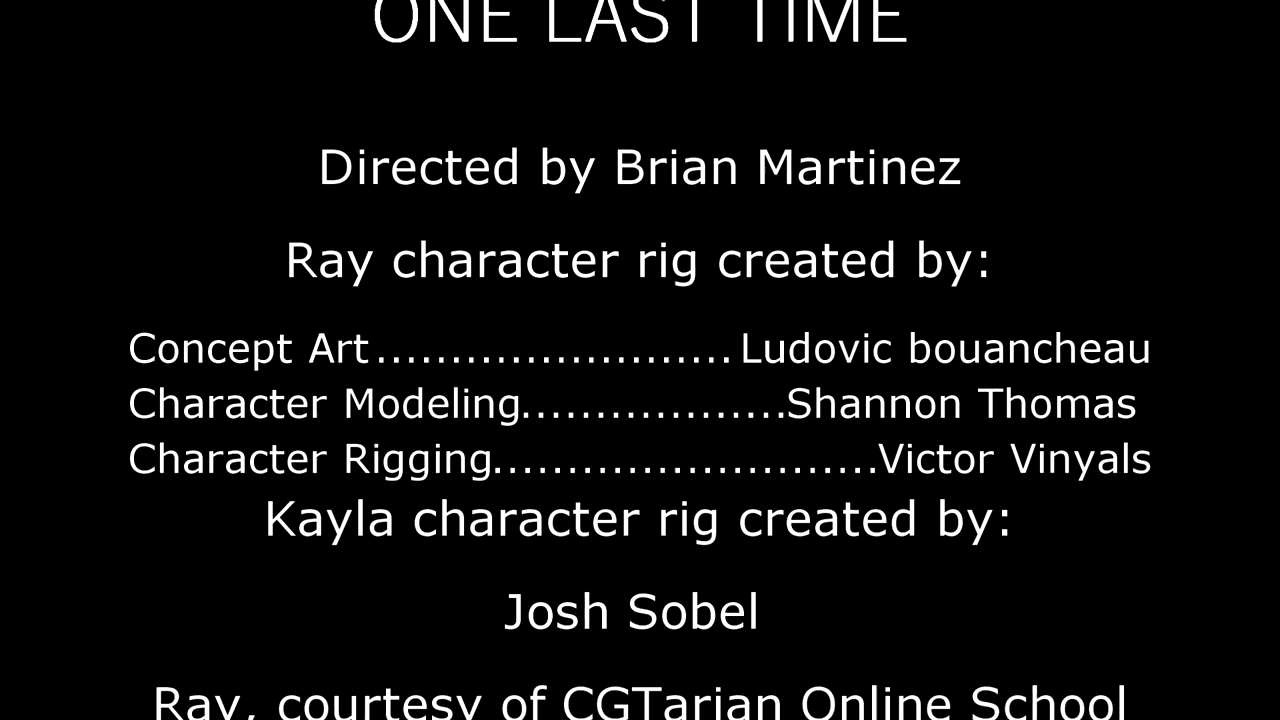 ONE LAST TIME
Directed by Brian Martinez
Ray character rig created by:
Concept Art........................Ludovic bouancheau
Character Modeling..................Shannon Thomas
Character Rigging..........................Victor Vinyals
Kayla character rig created by:
Josh Sobel
Ray, courtesy of CGTarian Online School